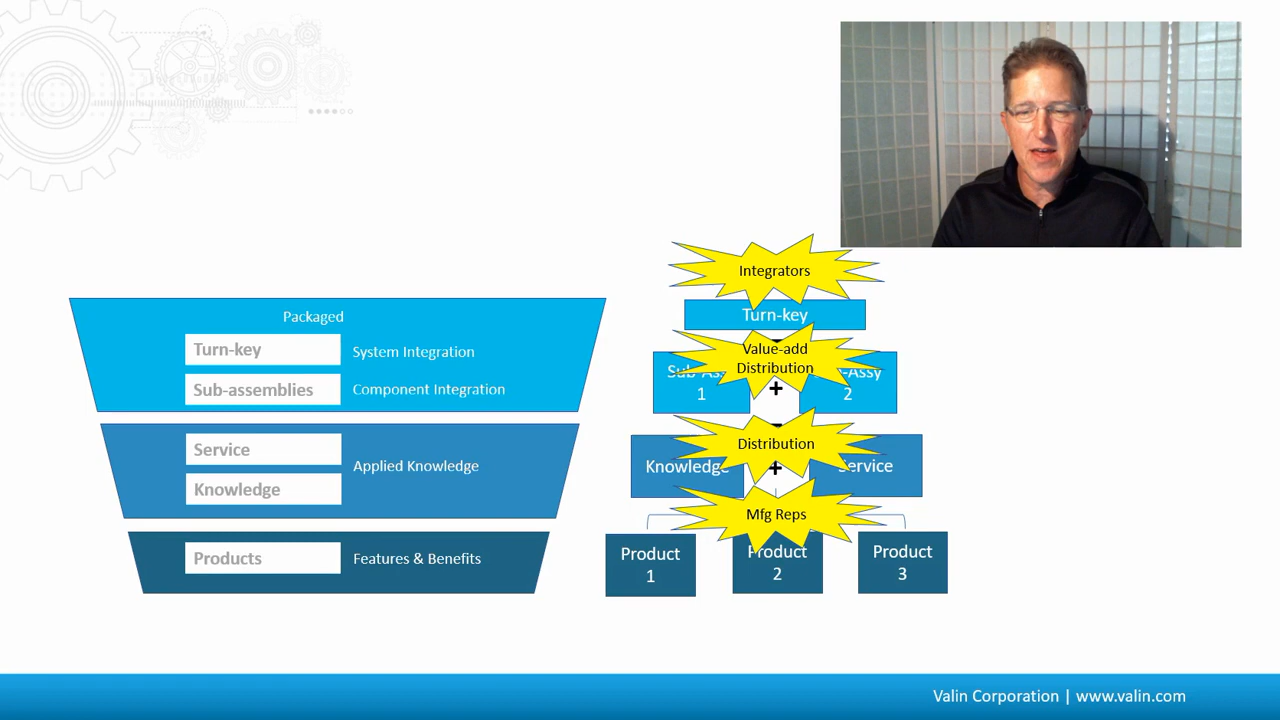 Integrators
Packaged
Turn-key
Turn-key
System Integration
Value-add
Distribution
Sub-assemblies
Component Integration
1
+
2
Service
Distribution
Knowledge
Applied Knowledge
Knowledge
+
Service
Mfg Reps
Products
Features & Benefits
Product
1
Product
2
Product
3
Valin Corporation | www.valin.com